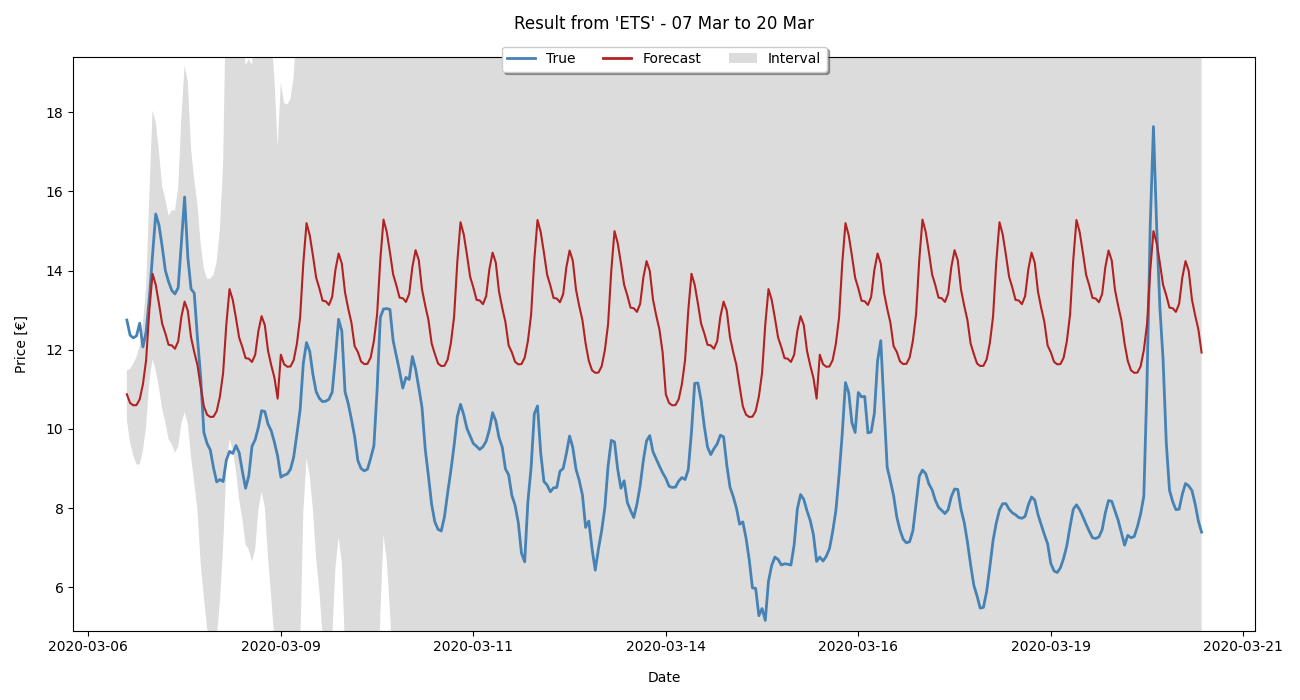 Result from 'ETS' - 07 Mar to 20 Mar
True Forecast Interval
18
16
14
12
10
8
6
Price [€]
2020-03-06 2020-03-09 2020-03-11 2020-03-14 2020-03-16 2020-03-19 2020-03-21
Date